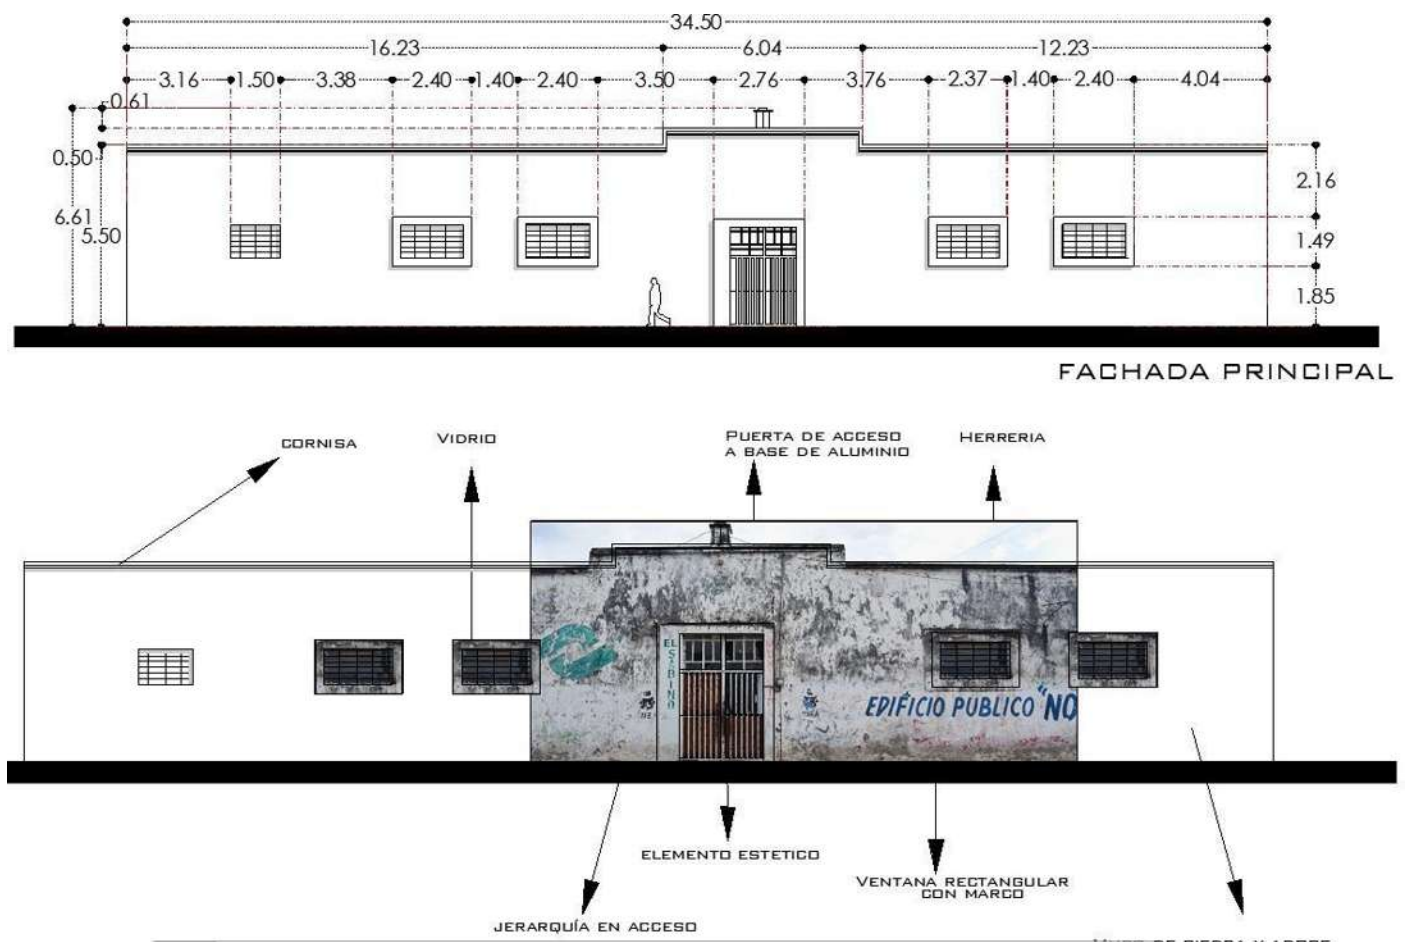 34.50
16.23 6.04 12.23
3.16 1.50 3.38 2.40 1.40 2.40 3.50 2.76 3.76 2.37 1.40 2.40 4.04
0.61
0.50
6.61
5.50
2.16
1.49
1.85
FACHADA PRINCIPAL
CORNISA
VIDRIO
PUERTA DE ACCESO
A BASE DE ALUMINIO
HERRERIA
EL SABINO
EDIFICIO PUBLICO "NO
ELEMENTO ESTETICO
VENTANA RECTANGULAR
CON MARCO
JERARQUÍA EN ACCESO